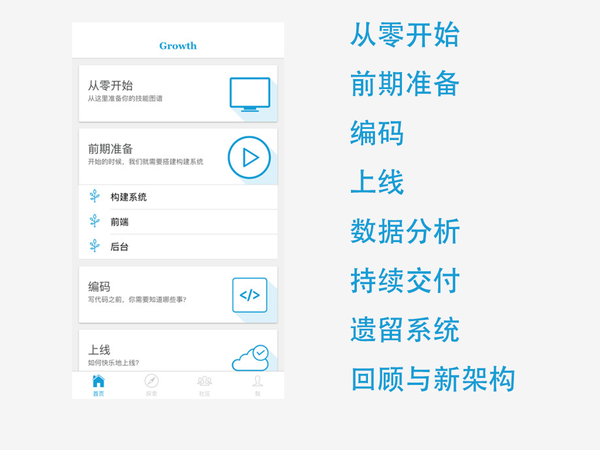 Growth
从零开始
从这里准备你的技能图谱
前期准备
开始的时候，我们就需要搭建构建系统
构建系统
前端
后台
编码
</>
写代码之前，你需要知道哪些事?
上线
如何快乐地上线?
首页
探索
社区
我
从零开始
前期准备
编码
上线
数据分析
持续交付
遗留系统
回顾与新架构